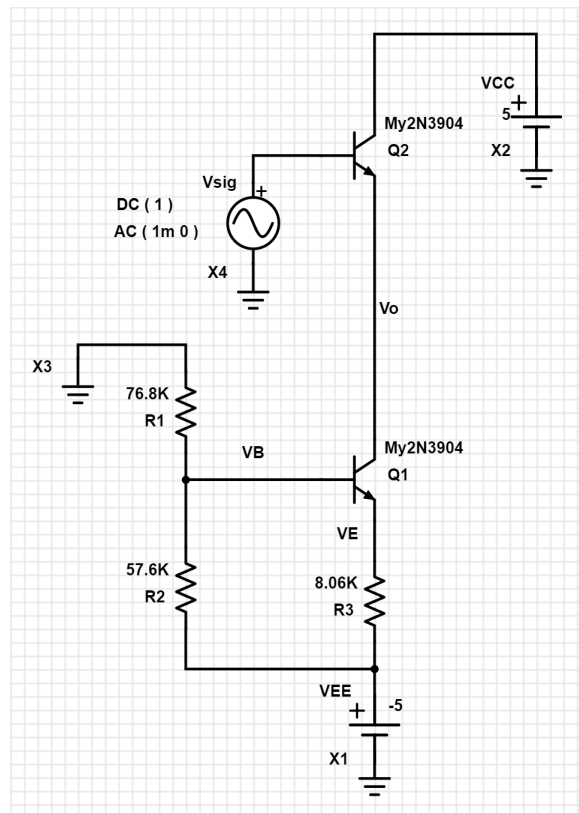 VCC
+
5
My2N3904
Q2
X2
Vsig
+
DC ( 1 )
AC ( 1m 0 )
X4
Vo
X3
76.8K
R1
My2N3904
VB
Q1
VE
57.6K
R2
8.06K
R3
VEE
+
-5
X1